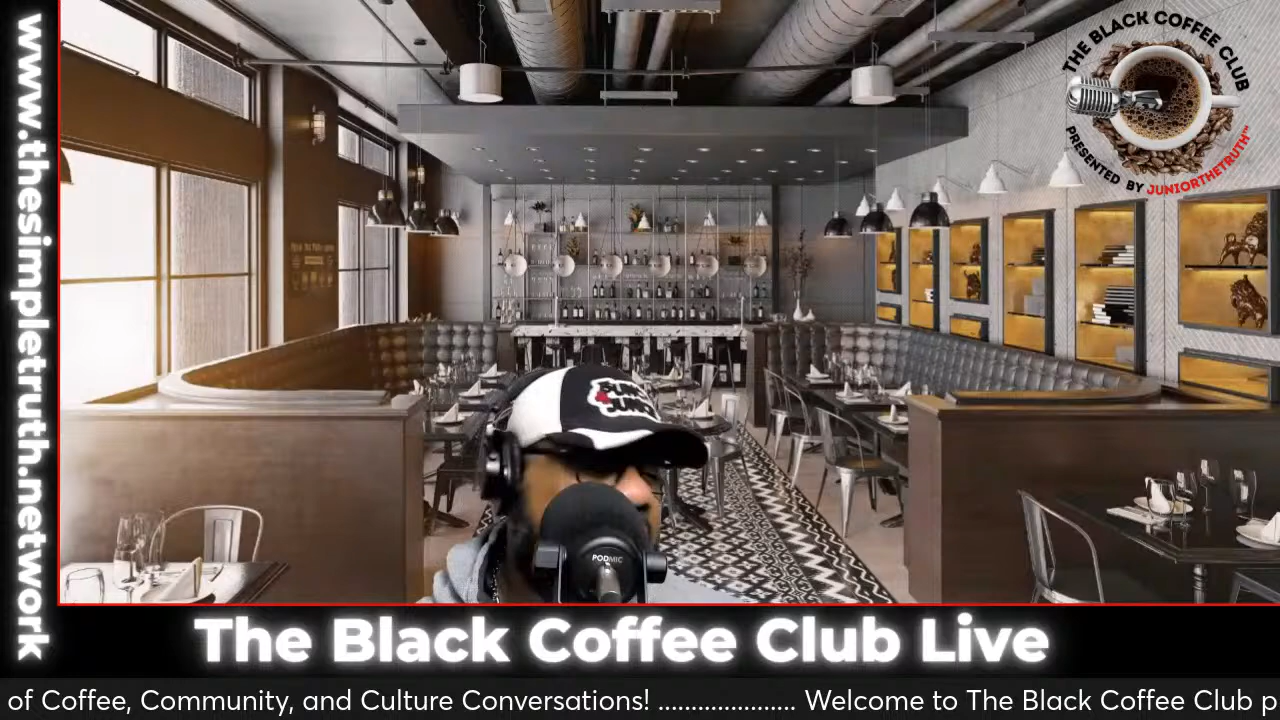 www.thesimpletruth.network
THE BLACK COFFEE CLUB
PRESENTED BY JUNIORTHETRUTH™
PODMIC
The Black Coffee Club Live
of Coffee, Community, and Culture Conversations! ..................... Welcome to The Black Coffee Club p